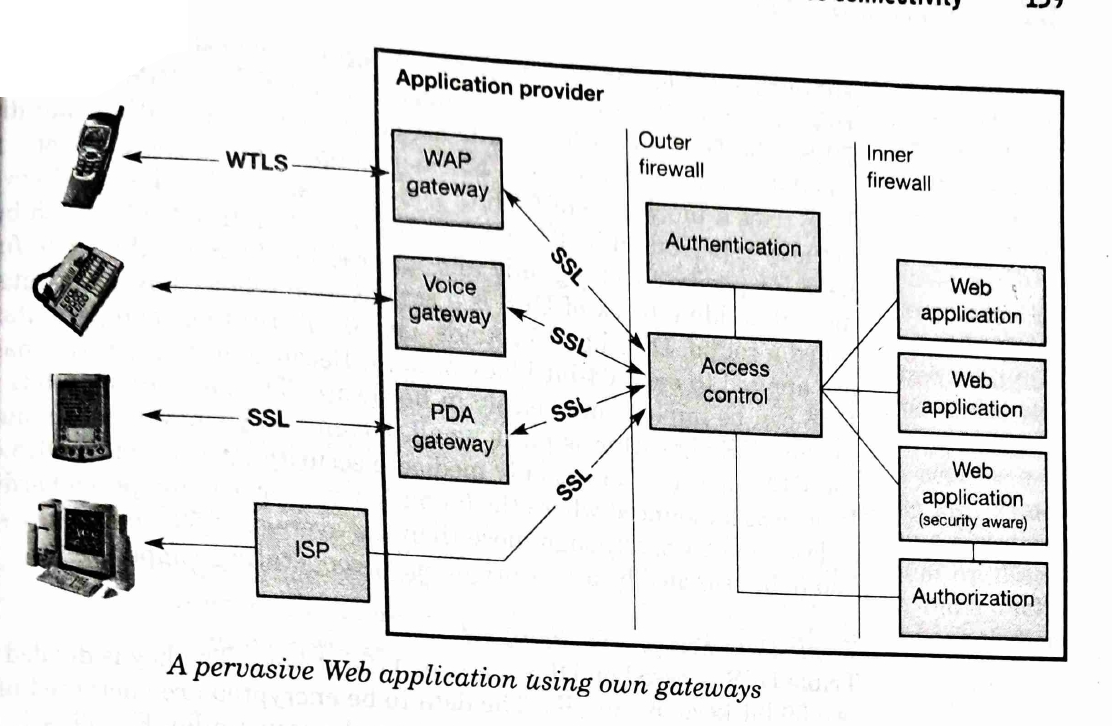 connectivity
Application provider
WTLS
WAP
gateway
Outer
firewall
Inner
firewall
Authentication
SSL
Voice
gateway
SSL
Access
control
Web
application
Web
application
SSL
PDA
gateway
SSL
SSL
Web
application
(security aware)
ISP
Authorization
A pervasive Web application using own gateways